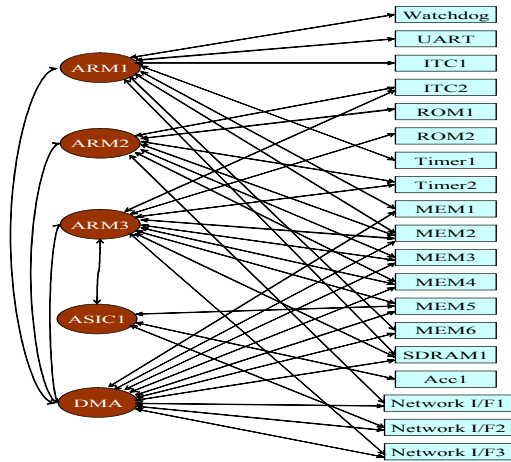 Watchdog
UART
ITC1
ITC2
ROM1
ROM2
Timer1
Timer2
MEM1
MEM2
MEM3
MEM4
MEM5
MEM6
SDRAM1
Acc1
Network I/F1
Network I/F2
Network I/F3
ARM1
ARM2
ARM3
ASIC1
DMA